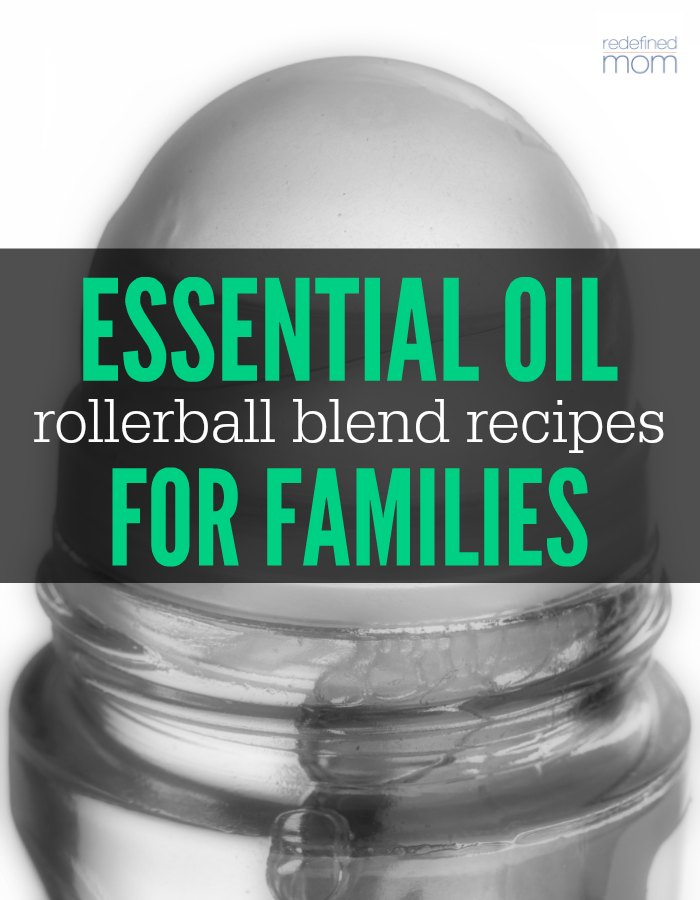 redefined
mom
ESSENTIAL OIL
rollerball blend recipes
FOR FAMILIES